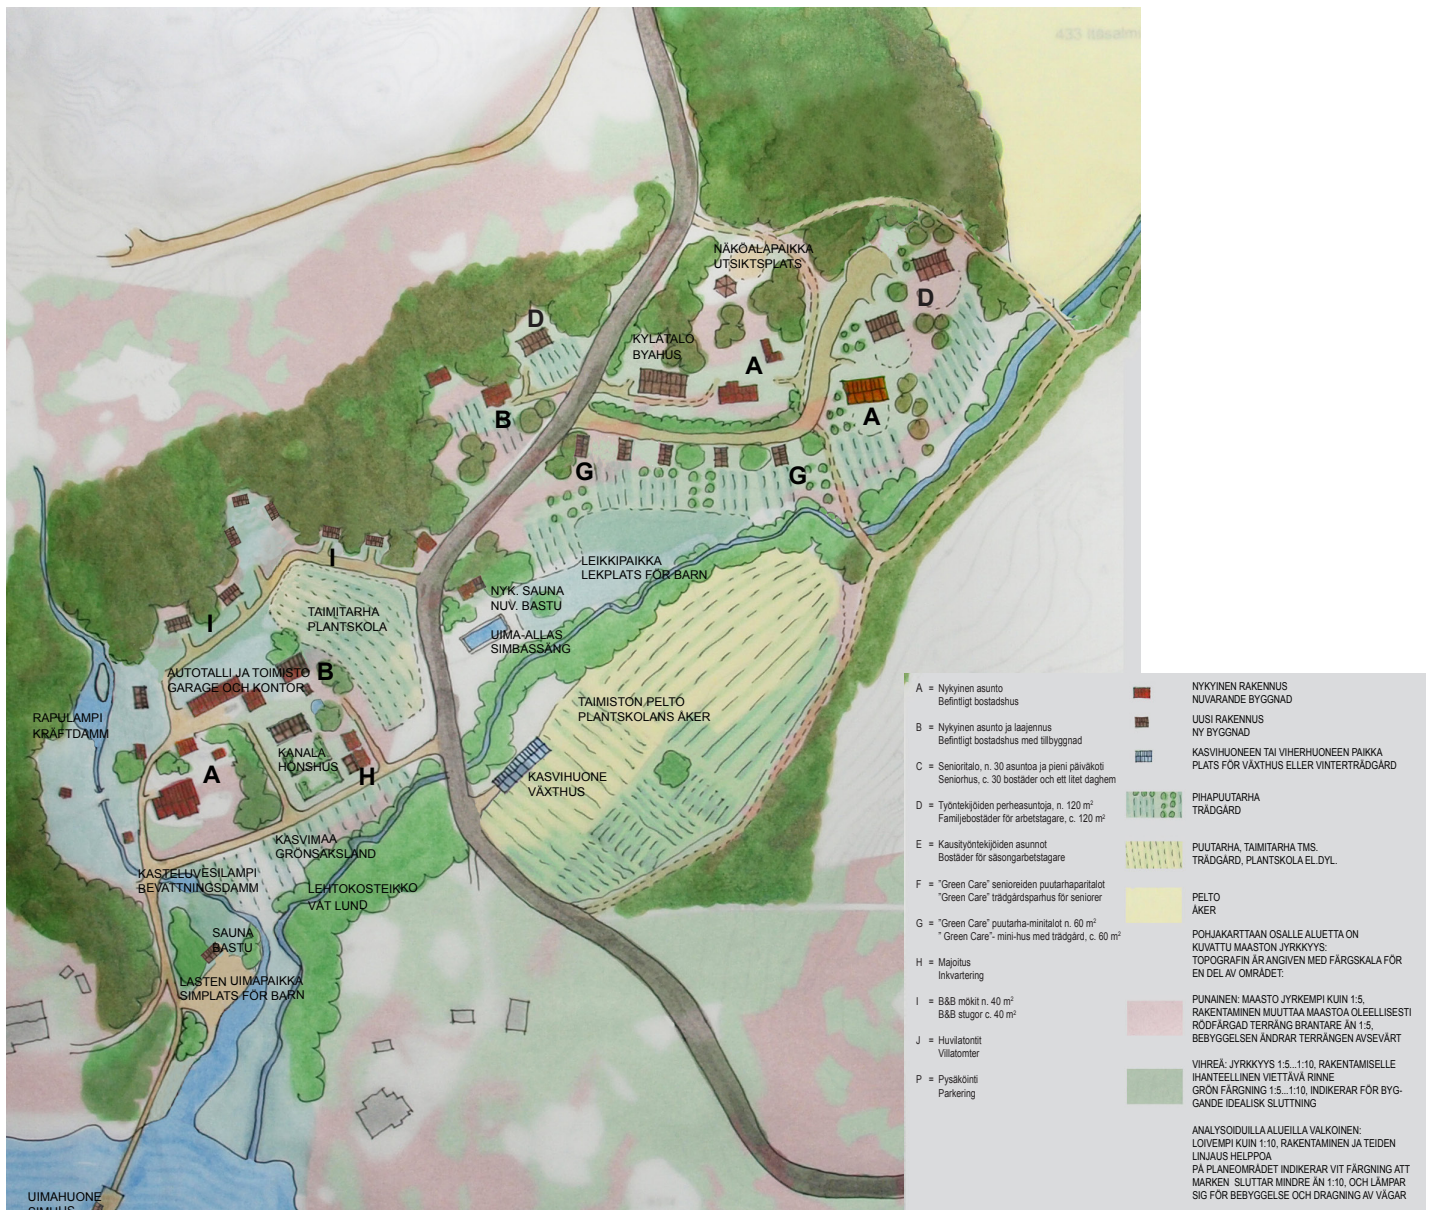 433 Itäsalmi
NÄKÖALAPAIKKA
UTSIKTSPLATS
D
D
KYLÄTALO
BYAHUS
A
B
A
G
G
LEIKKIPAIKKA
LEKPLATS FÖR BARN
I
NYK. SAUNA
NUV. BASTU
TAIMITARHA
PLANTSKOLA
I
UIMA-ALLAS
SIMBASSÄNG
AUTOTALLI JA TOIMISTO
GARAGE OCH KONTOR
B
RAPULAMPI
KRÄFTDAMM
TAIMISTON PELTO
PLANTSKOLANS ÅKER
KANALA
HÖNSHUS
A
H
KASVIHUONE
VÄXTHUS
KASVIMAA
GRÖNSAKSLAND
KASTELUVESILAMPI
BEVATTNINGSDAMM
LEHTOKOSTEIKKO
VÅT LUND
SAUNA
BASTU
LASTEN UIMAPAIKKA
SIMPLATS FÖR BARN
UIMAHUONE
SIMHUS
A = Nykyinen asunto
Befintligt bostadshus
B = Nykyinen asunto ja laajennus
Befintligt bostadshus med tillbyggnad
C = Senioritalo, n. 30 asuntoa ja pieni päiväkoti
Seniorhus, c. 30 bostäder och ett litet daghem
D = Työntekijöiden perheasuntoja, n. 120 m²
Familjebostäder för arbetstagare, c. 120 m²
E = Kausityöntekijöiden asunnot
Bostäder för säsongarbetstagare
F = "Green Care" senioreiden puutarhaparitalot
"Green Care" trädgårdsparhus för seniorer
G = "Green Care" puutarha-minitalot n. 60 m²
" Green Care"- mini-hus med trädgård, c. 60 m²
H = Majoitus
Inkvartering
I = B&B mökit n. 40 m²
B&B stugor c. 40 m²
J = Huvilatontit
Villatomter
P = Pysäköinti
Parkering
NYKYINEN RAKENNUS
NUVARANDE BYGGNAD
UUSI RAKENNUS
NY BYGGNAD
KASVIHUONEEN TAI VIHERHUONEEN PAIKKA
PLATS FÖR VÄXTHUS ELLER VINTERTRÄDGÅRD
PIHAPUUTARHA
TRÄDGÅRD
PUUTARHA, TAIMITARHA TMS.
TRÄDGÅRD, PLANTSKOLA EL.DYL.
PELTO
ÅKER
POHJAKARTTAAN OSALLE ALUETTA ON
KUVATTU MAASTON JYRKKYYS:
TOPOGRAFIN ÄR ANGIVEN MED FÄRGSKALA FÖR
EN DEL AV OMRÅDET:
PUNAINEN: MAASTO JYRKEMPI KUIN 1:5,
RAKENTAMINEN MUUTTAA MAASTOA OLEELLISESTI
RÖDFÄRGAD TERRÄNG BRANTARE ÄN 1:5,
BEBYGGELSEN ÄNDRAR TERRÄNGEN AVSEVÄRT
VIHREÄ: JYRKKYYS 1:5...1:10, RAKENTAMISELLE
IHANTEELLINEN VIETTÄVÄ RINNE
GRÖN FÄRGNING 1:5...1:10, INDIKERAR FÖR BYG-
GANDE IDEALISK SLUTTNING
ANALYSOIDUILLA ALUEILLA VALKOINEN:
LOIVEMPI KUIN 1:10, RAKENTAMINEN JA TEIDEN
LINJAUS HELPPOA
PÅ PLANEOMRÅDET INDIKERAR VIT FÄRGNING ATT
MARKEN SLUTTAR MINDRE ÄN 1:10, OCH LÄMPAR
SIG FÖR BEBYGGELSE OCH DRAGNING AV VÄGAR